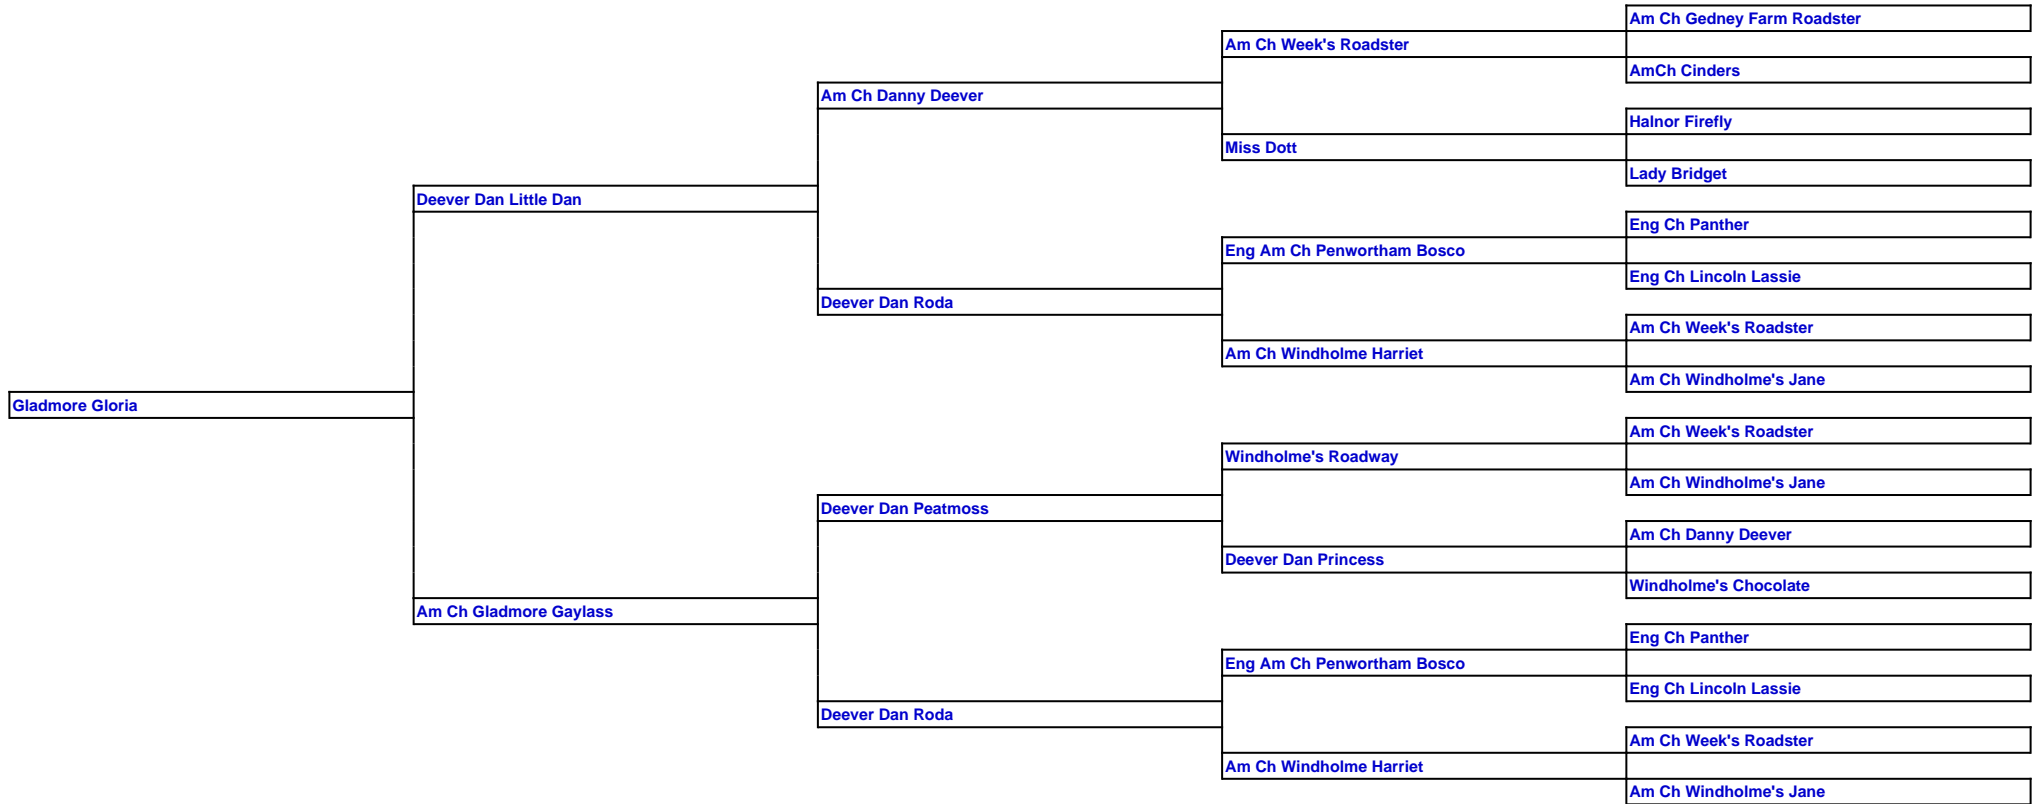 Am Ch Gedney Farm Roadster
Am Ch Week's Roadster
AmCh Cinders
Am Ch Danny Deever
Halnor Firefly
Miss Dott
Lady Bridget
Deever Dan Little Dan
Eng Ch Panther
Eng Am Ch Penwortham Bosco
Eng Ch Lincoln Lassie
Deever Dan Roda
Am Ch Week's Roadster
Am Ch Windholme Harriet
Am Ch Windholme's Jane
Gladmore Gloria
Am Ch Week's Roadster
Windholme's Roadway
Am Ch Windholme's Jane
Deever Dan Peatmoss
Am Ch Danny Deever
Deever Dan Princess
Windholme's Chocolate
Am Ch Gladmore Gaylass
Eng Ch Panther
Eng Am Ch Penwortham Bosco
Eng Ch Lincoln Lassie
Deever Dan Roda
Am Ch Week's Roadster
Am Ch Windholme Harriet
Am Ch Windholme's Jane